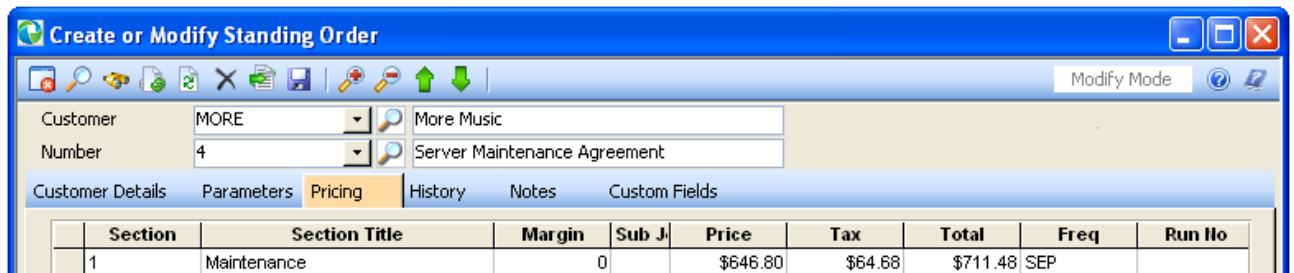 Create or Modify Standing Order
Modify Mode
Customer MORE More Music
Number 4 Server Maintenance Agreement
Customer Details Parameters Pricing History Notes Custom Fields
Section Section Title Margin Sub J Price Tax Total Freq Run No
1 Maintenance 0 $646.80 $64.68 $711.48 SEP